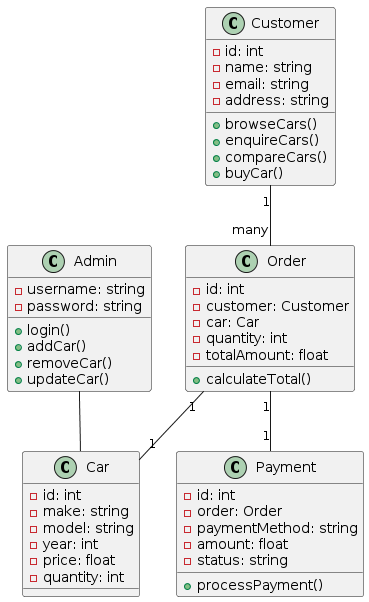 C Customer
id: int
name: string
email: string
address: string
browseCars()
enquireCars()
compareCars()
buyCar()
1
many
C Admin
username: string
password: string
login()
addCar()
removeCar()
updateCar()
C Order
id: int
customer: Customer
car: Car
quantity: int
totalAmount: float
calculateTotal()
1
1
1
1
C Car
id: int
make: string
model: string
year: int
price: float
quantity: int
C Payment
id: int
order: Order
paymentMethod: string
amount: float
status: string
processPayment()